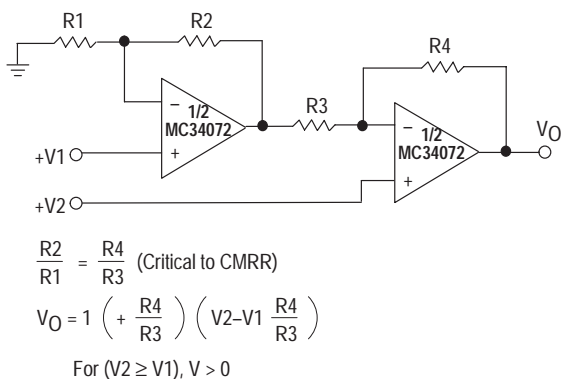 R1
R2
R4
R3
1/2
MC34072
1/2
MC34072
VO
+V1
+V2
−
+
−
+
R2/R1 = R4/R3 (Critical to CMRR)
VO = 1 ( + R4/R3 ) ( V2–V1 R4/R3 )
For (V2 ≥ V1), V > 0